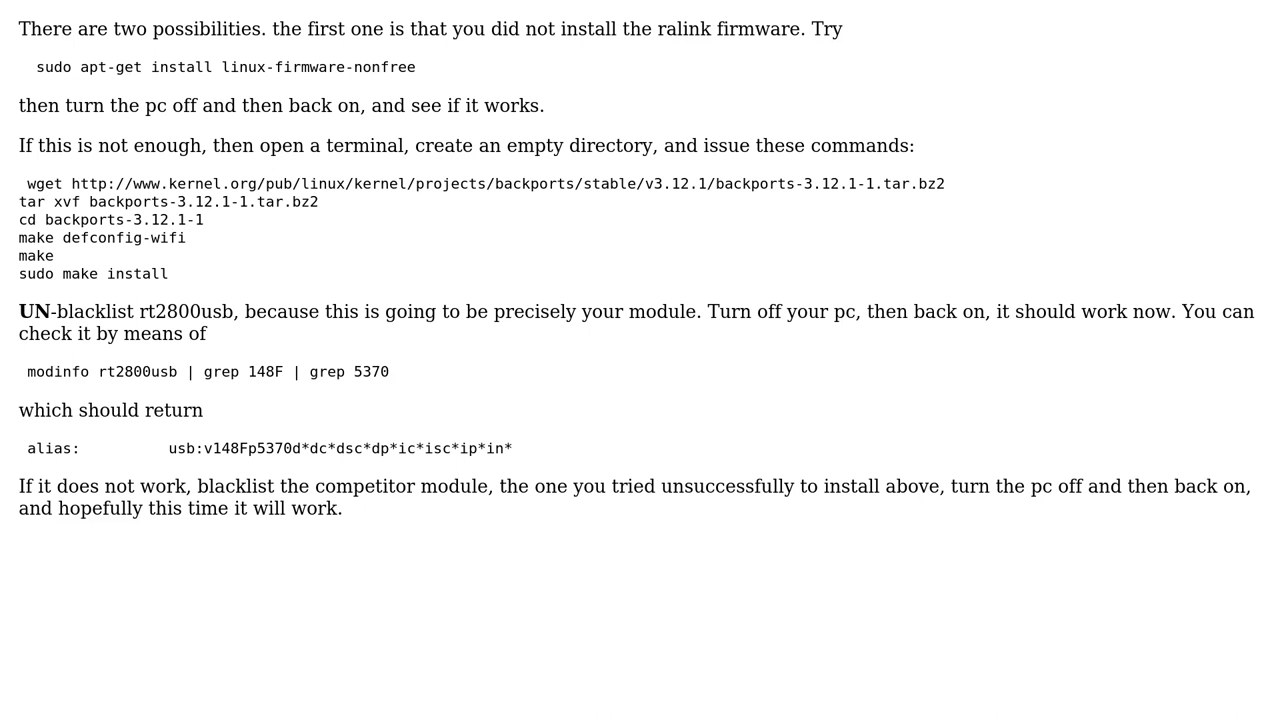 There are two possibilities. the first one is that you did not install the ralink firmware. Try
sudo apt-get install linux-firmware-nonfree
then turn the pc off and then back on, and see if it works.
If this is not enough, then open a terminal, create an empty directory, and issue these commands:
wget http://www.kernel.org/pub/linux/kernel/projects/backports/stable/v3.12.1/backports-3.12.1-1.tar.bz2
tar xvf backports-3.12.1-1.tar.bz2
cd backports-3.12.1-1
make defconfig-wifi
make
sudo make install
UN-blacklist rt2800usb, because this is going to be precisely your module. Turn off your pc, then back on, it should work now. You can
check it by means of
modinfo rt2800usb | grep 148F | grep 5370
which should return
alias:          usb:v148Fp5370d*dc*dsc*dp*ic*isc*ip*in*
If it does not work, blacklist the competitor module, the one you tried unsuccessfully to install above, turn the pc off and then back on,
and hopefully this time it will work.